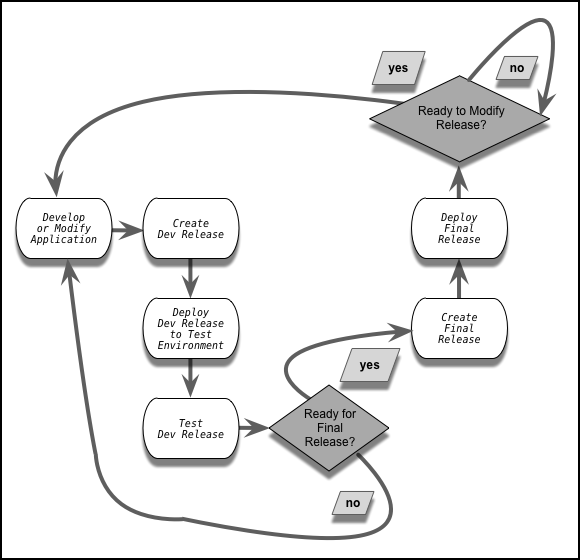 yes
no
Ready to Modify
Release?
Develop
or Modify
Application
Create
Dev Release
Deploy
Final
Release
Deploy
Dev Release
to Test
Environment
Create
Final
Release
yes
Test
Dev Release
Ready for
Final
Release?
no